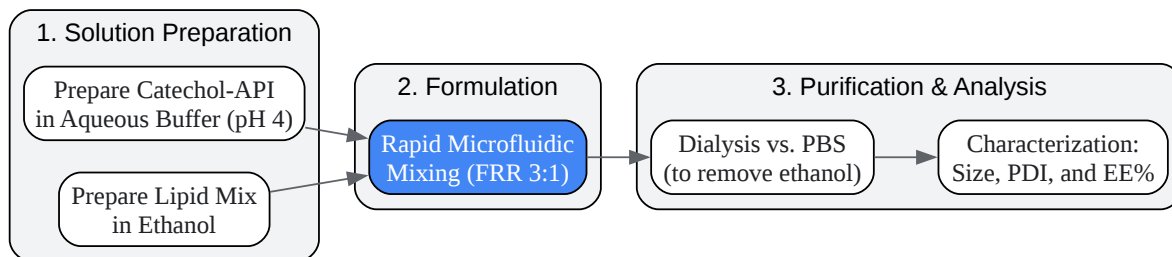 1. Solution Preparation
Prepare Catechol-API
in Aqueous Buffer (pH 4)
Prepare Lipid Mix
in Ethanol
2. Formulation
Rapid Microfluidic
Mixing (FRR 3:1)
3. Purification & Analysis
Dialysis vs. PBS
(to remove ethanol)
Characterization:
Size, PDI, and EE%